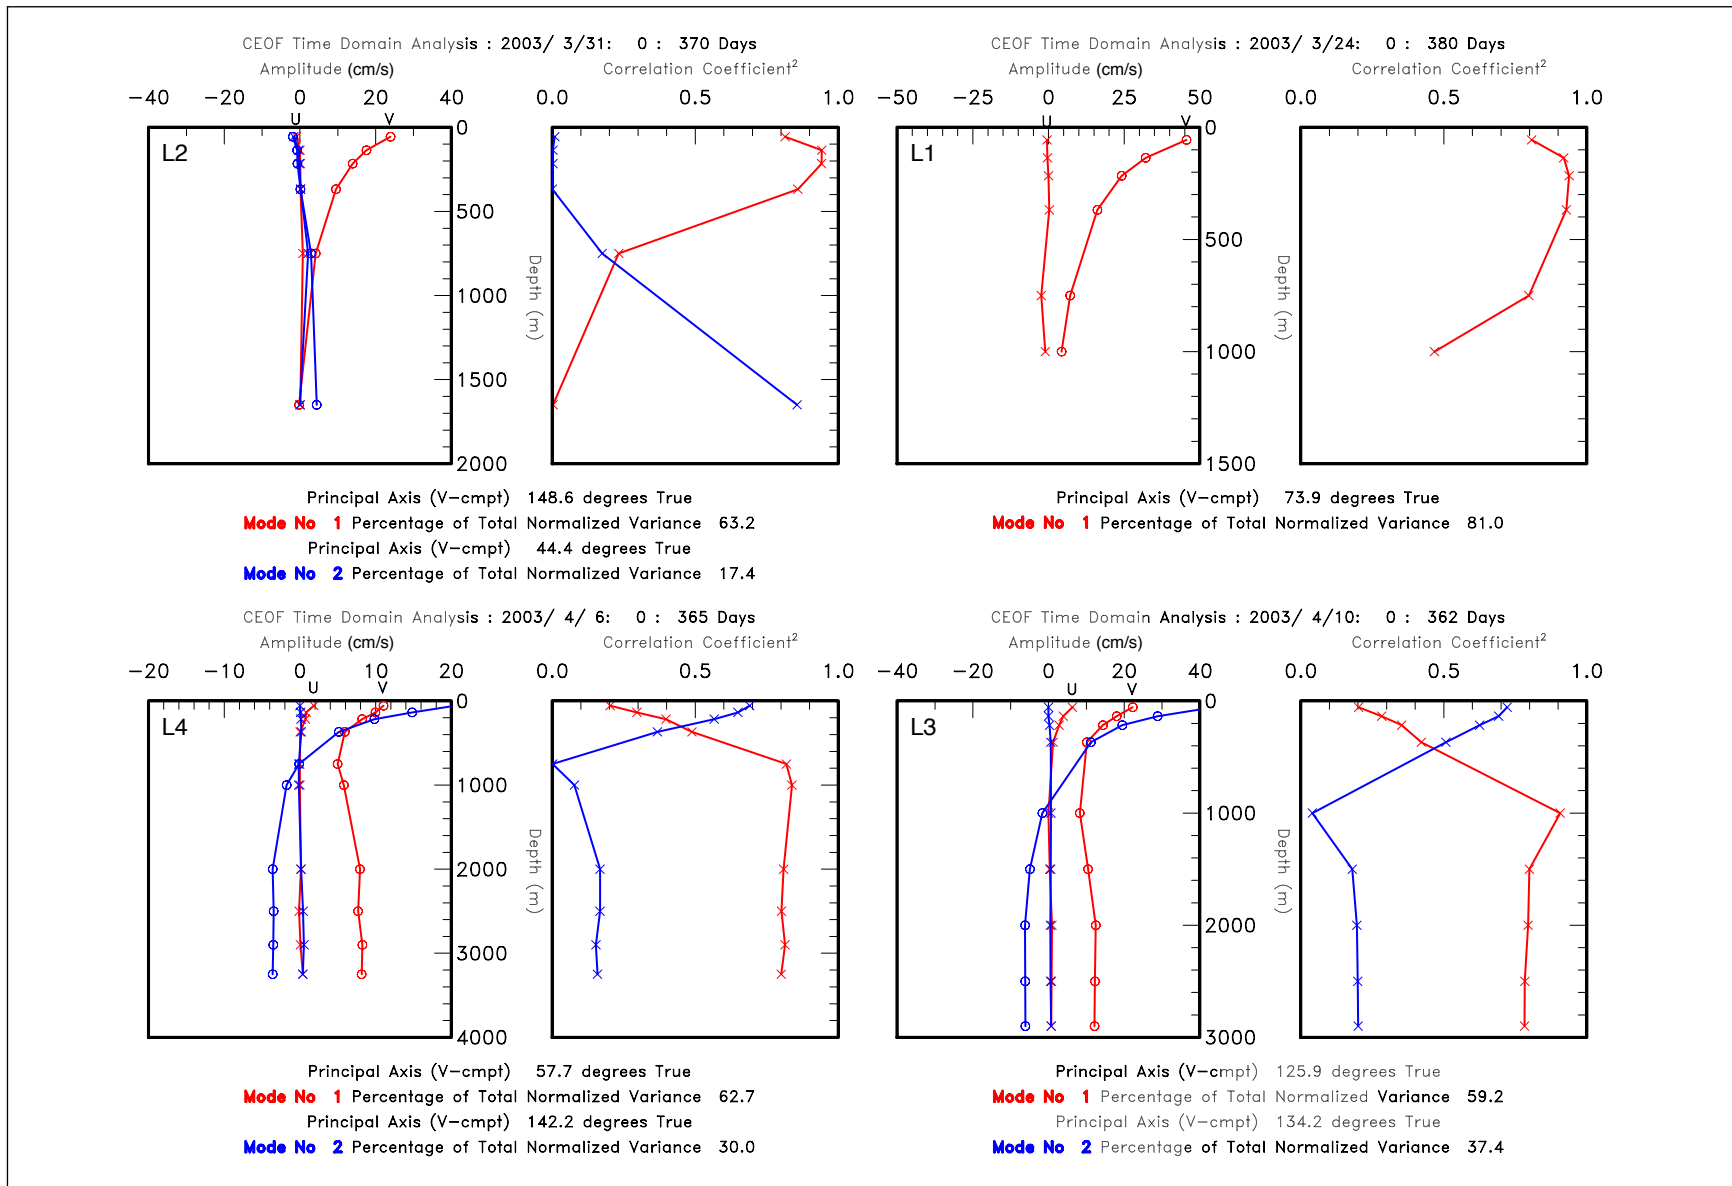 CEOF Time Domain Analysis : 2003/ 3/31: 0 : 370 Days
Amplitude (cm/s) Correlation Coefficient²
-40 -20 0 20 40 0.0 0.5 1.0
U V
L2
0
500
1000
1500
2000
Depth (m)
Principal Axis (V-cmpt) 148.6 degrees True
Mode No 1 Percentage of Total Normalized Variance 63.2
Principal Axis (V-cmpt) 44.4 degrees True
Mode No 2 Percentage of Total Normalized Variance 17.4
CEOF Time Domain Analysis : 2003/ 3/24: 0 : 380 Days
Amplitude (cm/s) Correlation Coefficient²
-50 -25 0 25 50 0.0 0.5 1.0
U V
L1
0
500
1000
1500
Depth (m)
Principal Axis (V-cmpt) 73.9 degrees True
Mode No 1 Percentage of Total Normalized Variance 81.0
CEOF Time Domain Analysis : 2003/ 4/ 6: 0 : 365 Days
Amplitude (cm/s) Correlation Coefficient²
-20 -10 0 10 20 0.0 0.5 1.0
U V
L4
0
1000
2000
3000
4000
Depth (m)
Principal Axis (V-cmpt) 57.7 degrees True
Mode No 1 Percentage of Total Normalized Variance 62.7
Principal Axis (V-cmpt) 142.2 degrees True
Mode No 2 Percentage of Total Normalized Variance 30.0
CEOF Time Domain Analysis : 2003/ 4/10: 0 : 362 Days
Amplitude (cm/s) Correlation Coefficient²
-40 -20 0 20 40 0.0 0.5 1.0
U V
L3
0
1000
2000
3000
Depth (m)
Principal Axis (V-cmpt) 125.9 degrees True
Mode No 1 Percentage of Total Normalized Variance 59.2
Principal Axis (V-cmpt) 134.2 degrees True
Mode No 2 Percentage of Total Normalized Variance 37.4